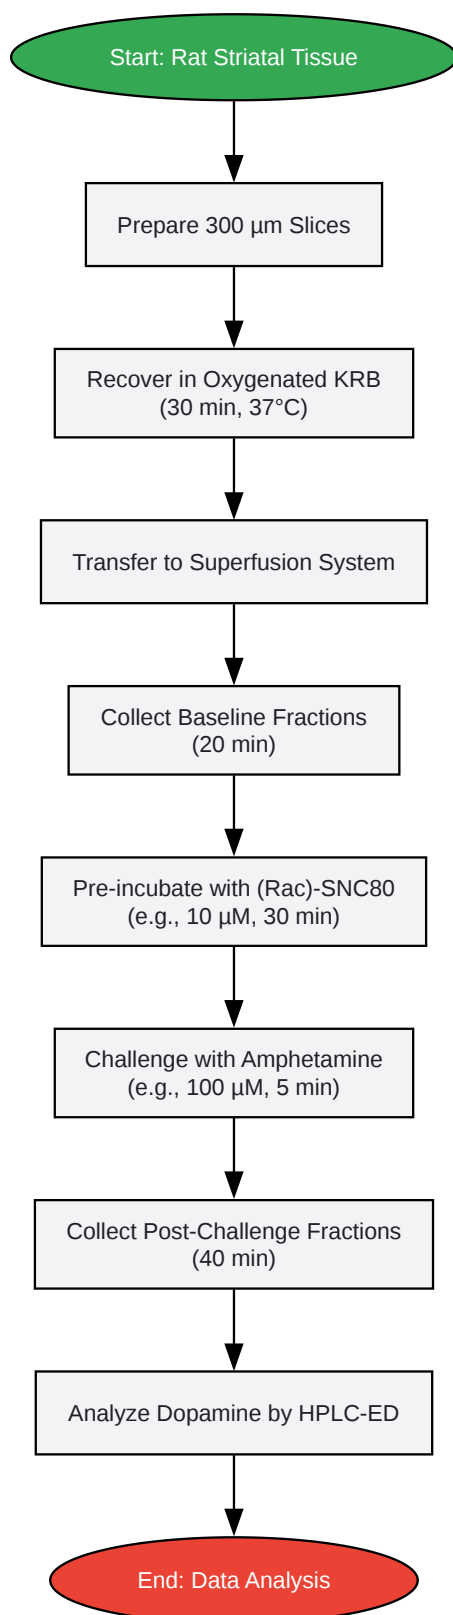 Start: Rat Striatal Tissue
Prepare 300 µm Slices
Recover in Oxygenated KRB
(30 min, 37°C)
Transfer to Superfusion System
Collect Baseline Fractions
(20 min)
Pre-incubate with (Rac)-SNC80
(e.g., 10 µM, 30 min)
Challenge with Amphetamine
(e.g., 100 µM, 5 min)
Collect Post-Challenge Fractions
(40 min)
Analyze Dopamine by HPLC-ED
End: Data Analysis